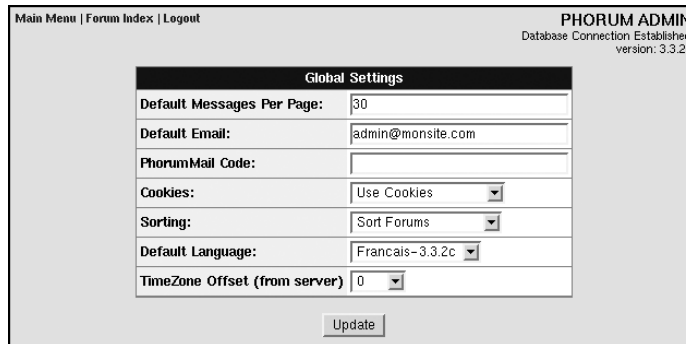 Main Menu | Forum Index | Logout
PHORUM ADMIN
Database Connection Established
version: 3.3.2
Global Settings
Default Messages Per Page: 30
Default Email: admin@monsite.com
PhorumMail Code:
Cookies: Use Cookies
Sorting: Sort Forums
Default Language: Francais-3.3.2c
TimeZone Offset (from server) 0
Update